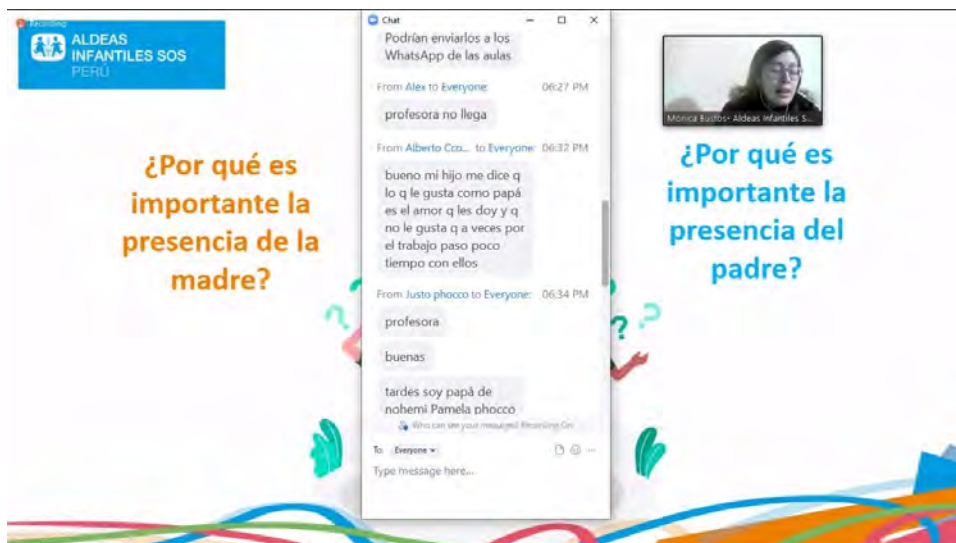 Recording
ALDEAS
INFANTILES SOS
PERÚ
¿Por qué es
importante la
presencia de la
madre?
Chat
Podrían enviarlos a los
WhatsApp de las aulas
From Alex to Everyone: 06:27 PM
profesora no llega
From Alberto Cco... to Everyone: 06:32 PM
bueno mi hijo me dice q
lo q le gusta como papá
es el amor q les doy y q
no le gusta q a veces por
el trabajo paso poco
tiempo con ellos
From Justo phocco to Everyone: 06:34 PM
profesora
buenas
tardes soy papá de
nohemi Pamela phocco
Who can see your messages? Recording On
To: Everyone
Type message here...
Mónica Bustos- Aldeas Infantiles S...
¿Por qué es
importante la
presencia del
padre?